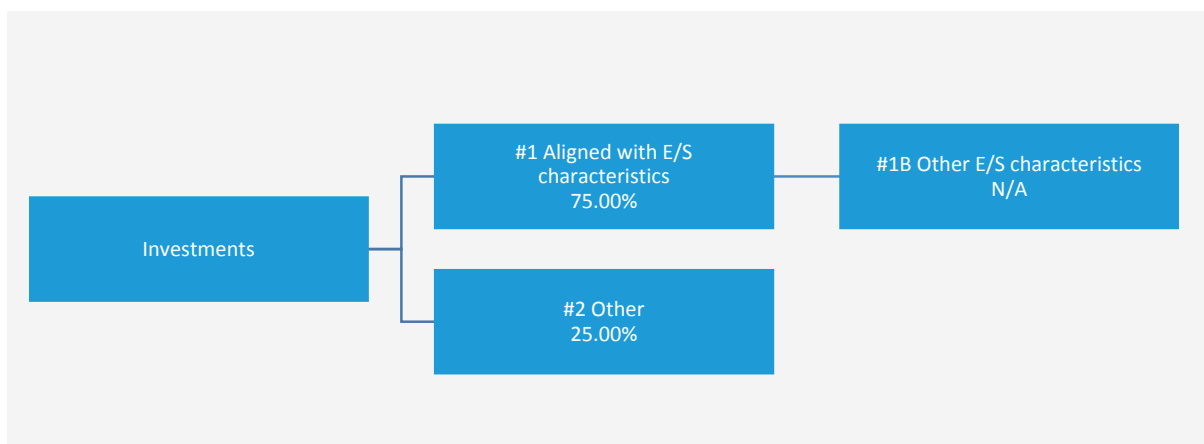 Investments
#1 Aligned with E/S
characteristics
75.00%
#1B Other E/S characteristics
N/A
#2 Other
25.00%